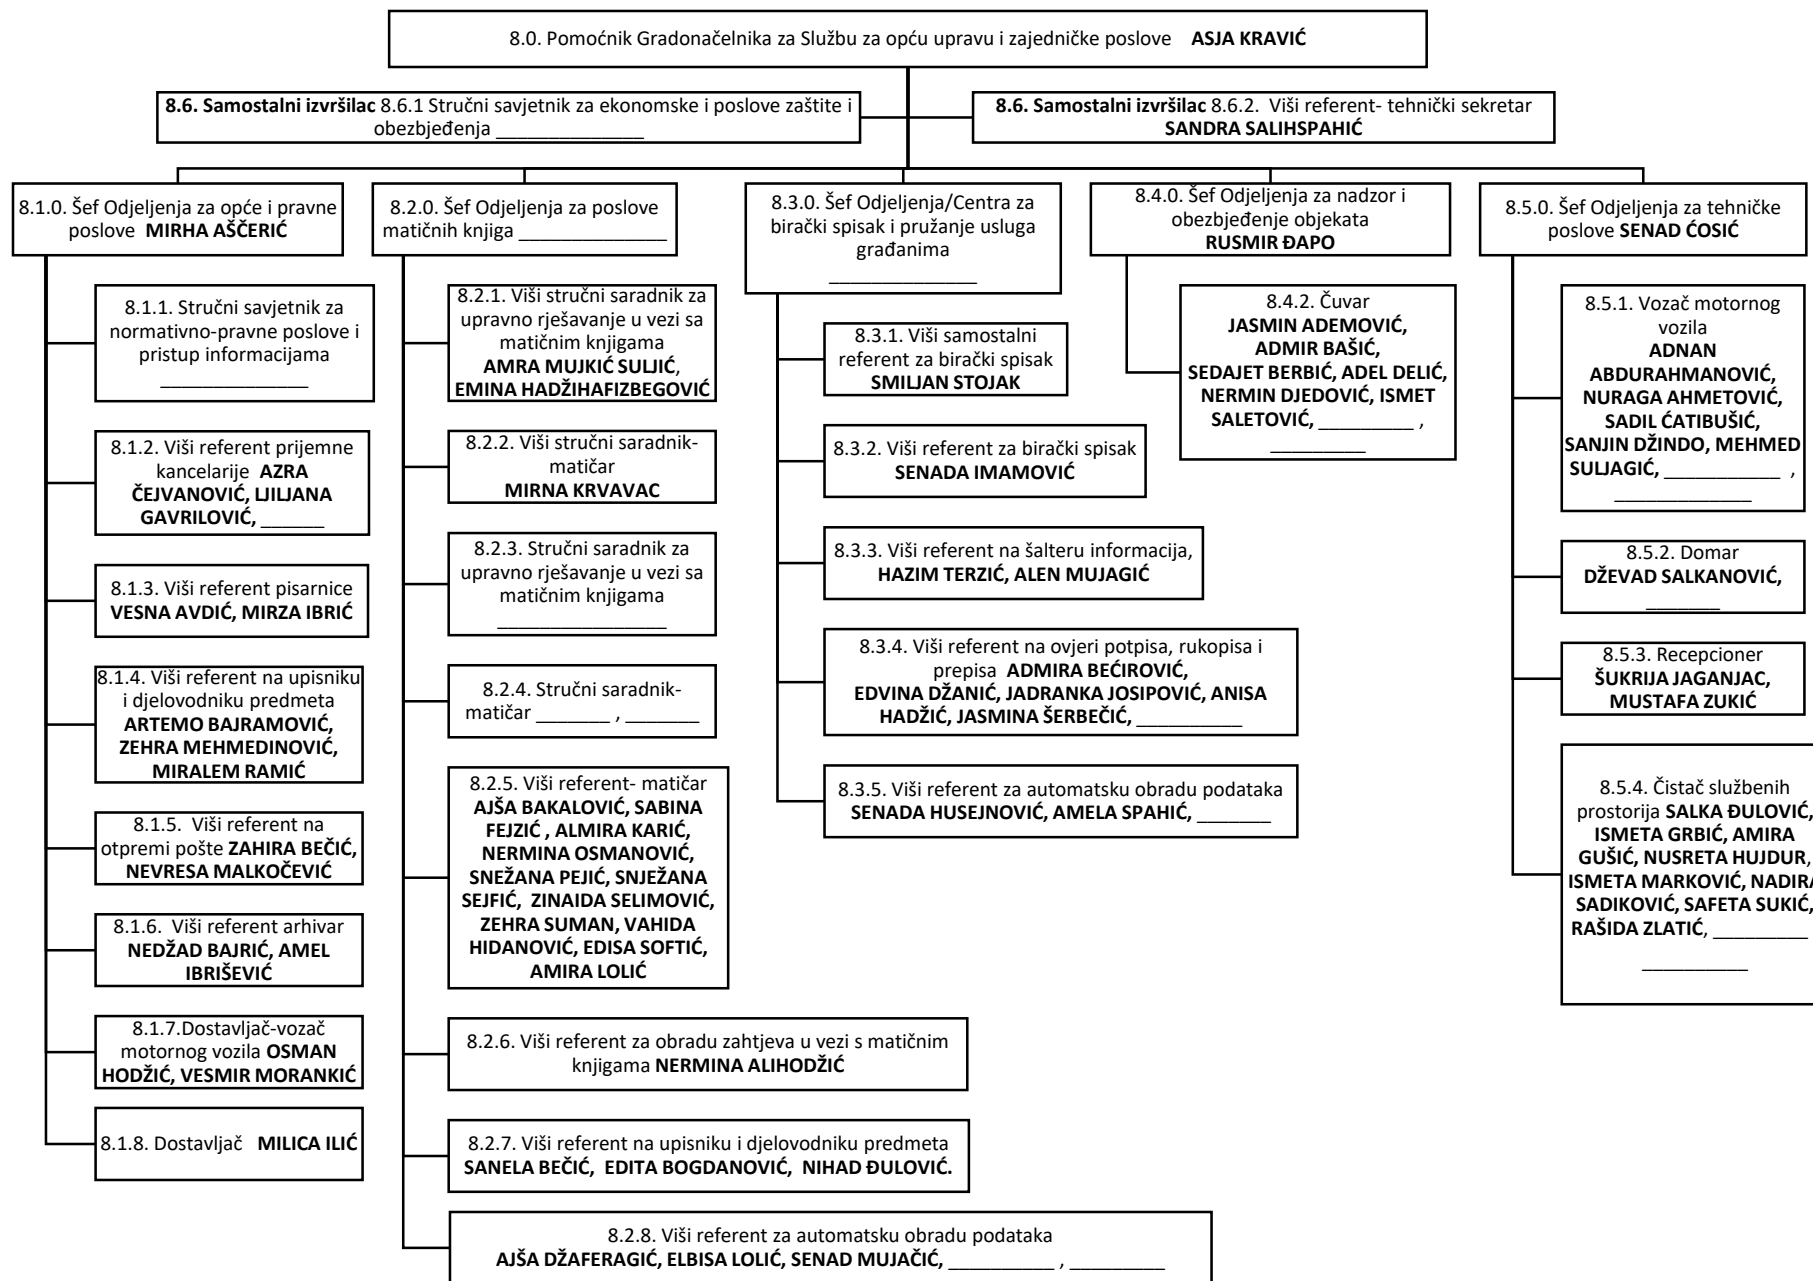 8.0. Pomoćnik Gradonačelnika za Službu za opću upravu i zajedničke poslove ASJA KRAVIĆ
8.6. Samostalni izvršilac 8.6.1 Stručni savjetnik za ekonomske i poslove zaštite i
obezbjeđenja ______________
8.6. Samostalni izvršilac 8.6.2. Viši referent- tehnički sekretar
SANDRA SALIHSPAHIĆ
8.1.0. Šef Odjeljenja za opće i pravne
poslove MIRHA AŠČERIĆ
8.1.1. Stručni savjetnik za
normativno-pravne poslove i
pristup informacijama
______________
8.1.2. Viši referent prijemne
kancelarije AZRA
ČEJVANOVIĆ, LJILJANA
GAVRILOVIĆ, ______
8.1.3. Viši referent pisarnice
VESNA AVDIĆ, MIRZA IBRIĆ
8.1.4. Viši referent na upisniku
i djelovodniku predmeta
ARTEMO BAJRAMOVIĆ,
ZEHRA MEHMEDINOVIĆ,
MIRALEM RAMIĆ
8.1.5. Viši referent na
otpremi pošte ZAHIRA BEČIĆ,
NEVRESA MALKOČEVIĆ
8.1.6. Viši referent arhivar
NEDŽAD BAJRIĆ, AMEL
IBRIŠEVIĆ
8.1.7.Dostavljač-vozač
motornog vozila OSMAN
HODŽIĆ, VESMIR MORANKIĆ
8.1.8. Dostavljač MILICA ILIĆ
8.2.0. Šef Odjeljenja za poslove
matičnih knjiga ______________
8.2.1. Viši stručni saradnik za
upravno rješavanje u vezi sa
matičnim knjigama
AMRA MUJKIĆ SULJIĆ,
EMINA HADŽIHAFIZBEGOVIĆ
8.2.2. Viši stručni saradnik-
matičar
MIRNA KRVAVAC
8.2.3. Stručni saradnik za
upravno rješavanje u vezi sa
matičnim knjigama
________________
8.2.4. Stručni saradnik-
matičar _______ , _______
8.2.5. Viši referent- matičar
AJŠA BAKALOVIĆ, SABINA
FEJZIĆ , ALMIRA KARIĆ,
NERMINA OSMANOVIĆ,
SNEŽANA PEJIĆ, SNJEŽANA
SEJFIĆ, ZINAIDA SELIMOVIĆ,
ZEHRA SUMAN, VAHIDA
HIDANOVIĆ, EDISA SOFTIĆ,
AMIRA LOLIĆ
8.2.6. Viši referent za obradu zahtjeva u vezi s matičnim
knjigama NERMINA ALIHODŽIĆ
8.2.7. Viši referent na upisniku i djelovodniku predmeta
SANELA BEČIĆ, EDITA BOGDANOVIĆ, NIHAD ĐULOVIĆ.
8.2.8. Viši referent za automatsku obradu podataka
AJŠA DŽAFERAGIĆ, ELBISA LOLIĆ, SENAD MUJAČIĆ, __________ , _________
8.3.0. Šef Odjeljenja/Centra za
birački spisak i pružanje usluga
građanima
______________
8.3.1. Viši samostalni
referent za birački spisak
SMILJAN STOJAK
8.3.2. Viši referent za birački spisak
SENADA IMAMOVIĆ
8.3.3. Viši referent na šalteru informacija,
HAZIM TERZIĆ, ALEN MUJAGIĆ
8.3.4. Viši referent na ovjeri potpisa, rukopisa i
prepisa ADMIRA BEĆIROVIĆ,
EDVINA DŽANIĆ, JADRANKA JOSIPOVIĆ, ANISA
HADŽIĆ, JASMINA ŠERBEČIĆ, __________
8.3.5. Viši referent za automatsku obradu podataka
SENADA HUSEJNOVIĆ, AMELA SPAHIĆ, _______
8.4.0. Šef Odjeljenja za nadzor i
obezbjeđenje objekata
RUSMIR ĐAPO
8.4.2. Čuvar
JASMIN ADEMOVIĆ,
ADMIR BAŠIĆ,
SEDAJET BERBIĆ, ADEL DELIĆ,
NERMIN DJEDOVIĆ, ISMET
SALETOVIĆ, _________ ,
_________
8.5.0. Šef Odjeljenja za tehničke
poslove SENAD ĆOSIĆ
8.5.1. Vozač motornog
vozila
ADNAN
ABDURAHMANOVIĆ,
NURAGA AHMETOVIĆ,
SADIL ĆATIBUŠIĆ,
SANJIN DŽINDO, MEHMED
SULJAGIĆ, ___________ ,
_____________
8.5.2. Domar
DŽEVAD SALKANOVIĆ,
_______
8.5.3. Recepcioner
ŠUKRIJA JAGANJAC,
MUSTAFA ZUKIĆ
8.5.4. Čistač službenih
prostorija SALKA ĐULOVIĆ,
ISMETA GRBIĆ, AMIRA
GUŠIĆ, NUSRETA HUJDUR,
ISMETA MARKOVIĆ, NADIRA
SADIKOVIĆ, SAFETA SUKIĆ,
RAŠIDA ZLATIĆ, _________
__________